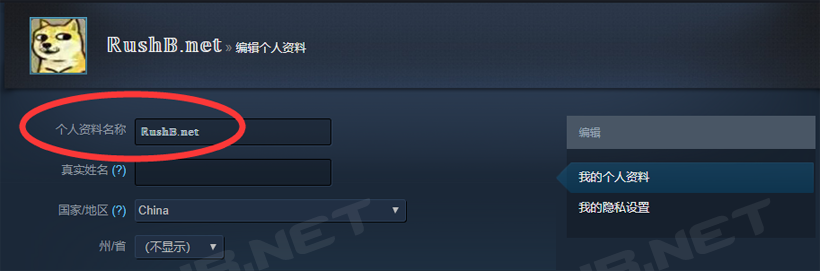 ℝ𝕦𝕤𝕙𝔹.𝕟𝕖𝕥 » 编辑个人资料
个人资料名称 ℝ𝕦𝕤𝕙𝔹.𝕟𝕖𝕥
编辑
真实姓名 (?)
我的个人资料
国家/地区 (?) China
我的隐私设置
州/省 (不显示)
B.NET